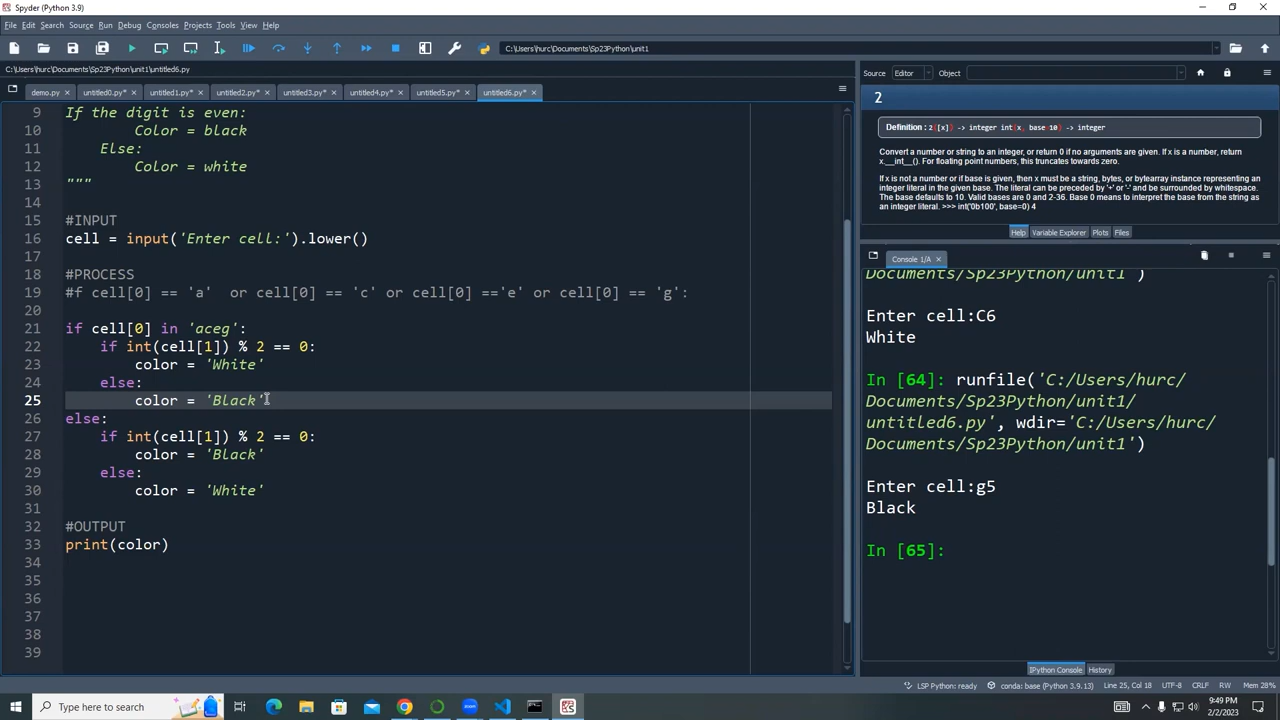 Spyder (Python 3.9)
File Edit Search Source Run Debug Consoles Projects Tools View Help
C:\Users\hurc\Documents\Sp23Python\unit1
C:\Users\hurc\Documents\Sp23Python\unit1\untitled6.py
demo.py untitled0.py* untitled1.py* untitled2.py* untitled3.py* untitled4.py* untitled5.py* untitled6.py*
9 If the digit is even:
10 Color = black
11 Else:
12 Color = white
13 """
14
15 #INPUT
16 cell = input('Enter cell:').lower()
17
18 #PROCESS
19 #f cell[0] == 'a'  or cell[0] == 'c' or cell[0] =='e' or cell[0] == 'g':
20
21 if cell[0] in 'aceg':
22 if int(cell[1]) % 2 == 0:
23 color = 'White'
24 else:
25 color = 'Black'
26 else:
27 if int(cell[1]) % 2 == 0:
28 color = 'Black'
29 else:
30 color = 'White'
31
32 #OUTPUT
33 print(color)
34
35
36
37
38
39
Source Editor Object
2
Definition : 2([x]) -> integer int(x, base=10) -> integer
Convert a number or string to an integer, or return 0 if no arguments are given. If x is a number, return
x.__int__(). For floating point numbers, this truncates towards zero.
If x is not a number or if base is given, then x must be a string, bytes, or bytearray instance representing an
integer literal in the given base. The literal can be preceded by '+' or '-' and be surrounded by whitespace.
The base defaults to 10. Valid bases are 0 and 2-36. Base 0 means to interpret the base from the string as
an integer literal. >>> int('0b100', base=0) 4
Help Variable Explorer Plots Files
Console 1/A
Documents/Sp23Python/unit1')
Enter cell:C6
White
In [64]: runfile('C:/Users/hurc/
Documents/Sp23Python/unit1/
untitled6.py', wdir='C:/Users/hurc/
Documents/Sp23Python/unit1')
Enter cell:g5
Black
In [65]:
IPython Console History
LSP Python: ready conda: base (Python 3.9.13) Line 25, Col 18 UTF-8 CRLF RW Mem 28%
Type here to search
9:49 PM
2/2/2023